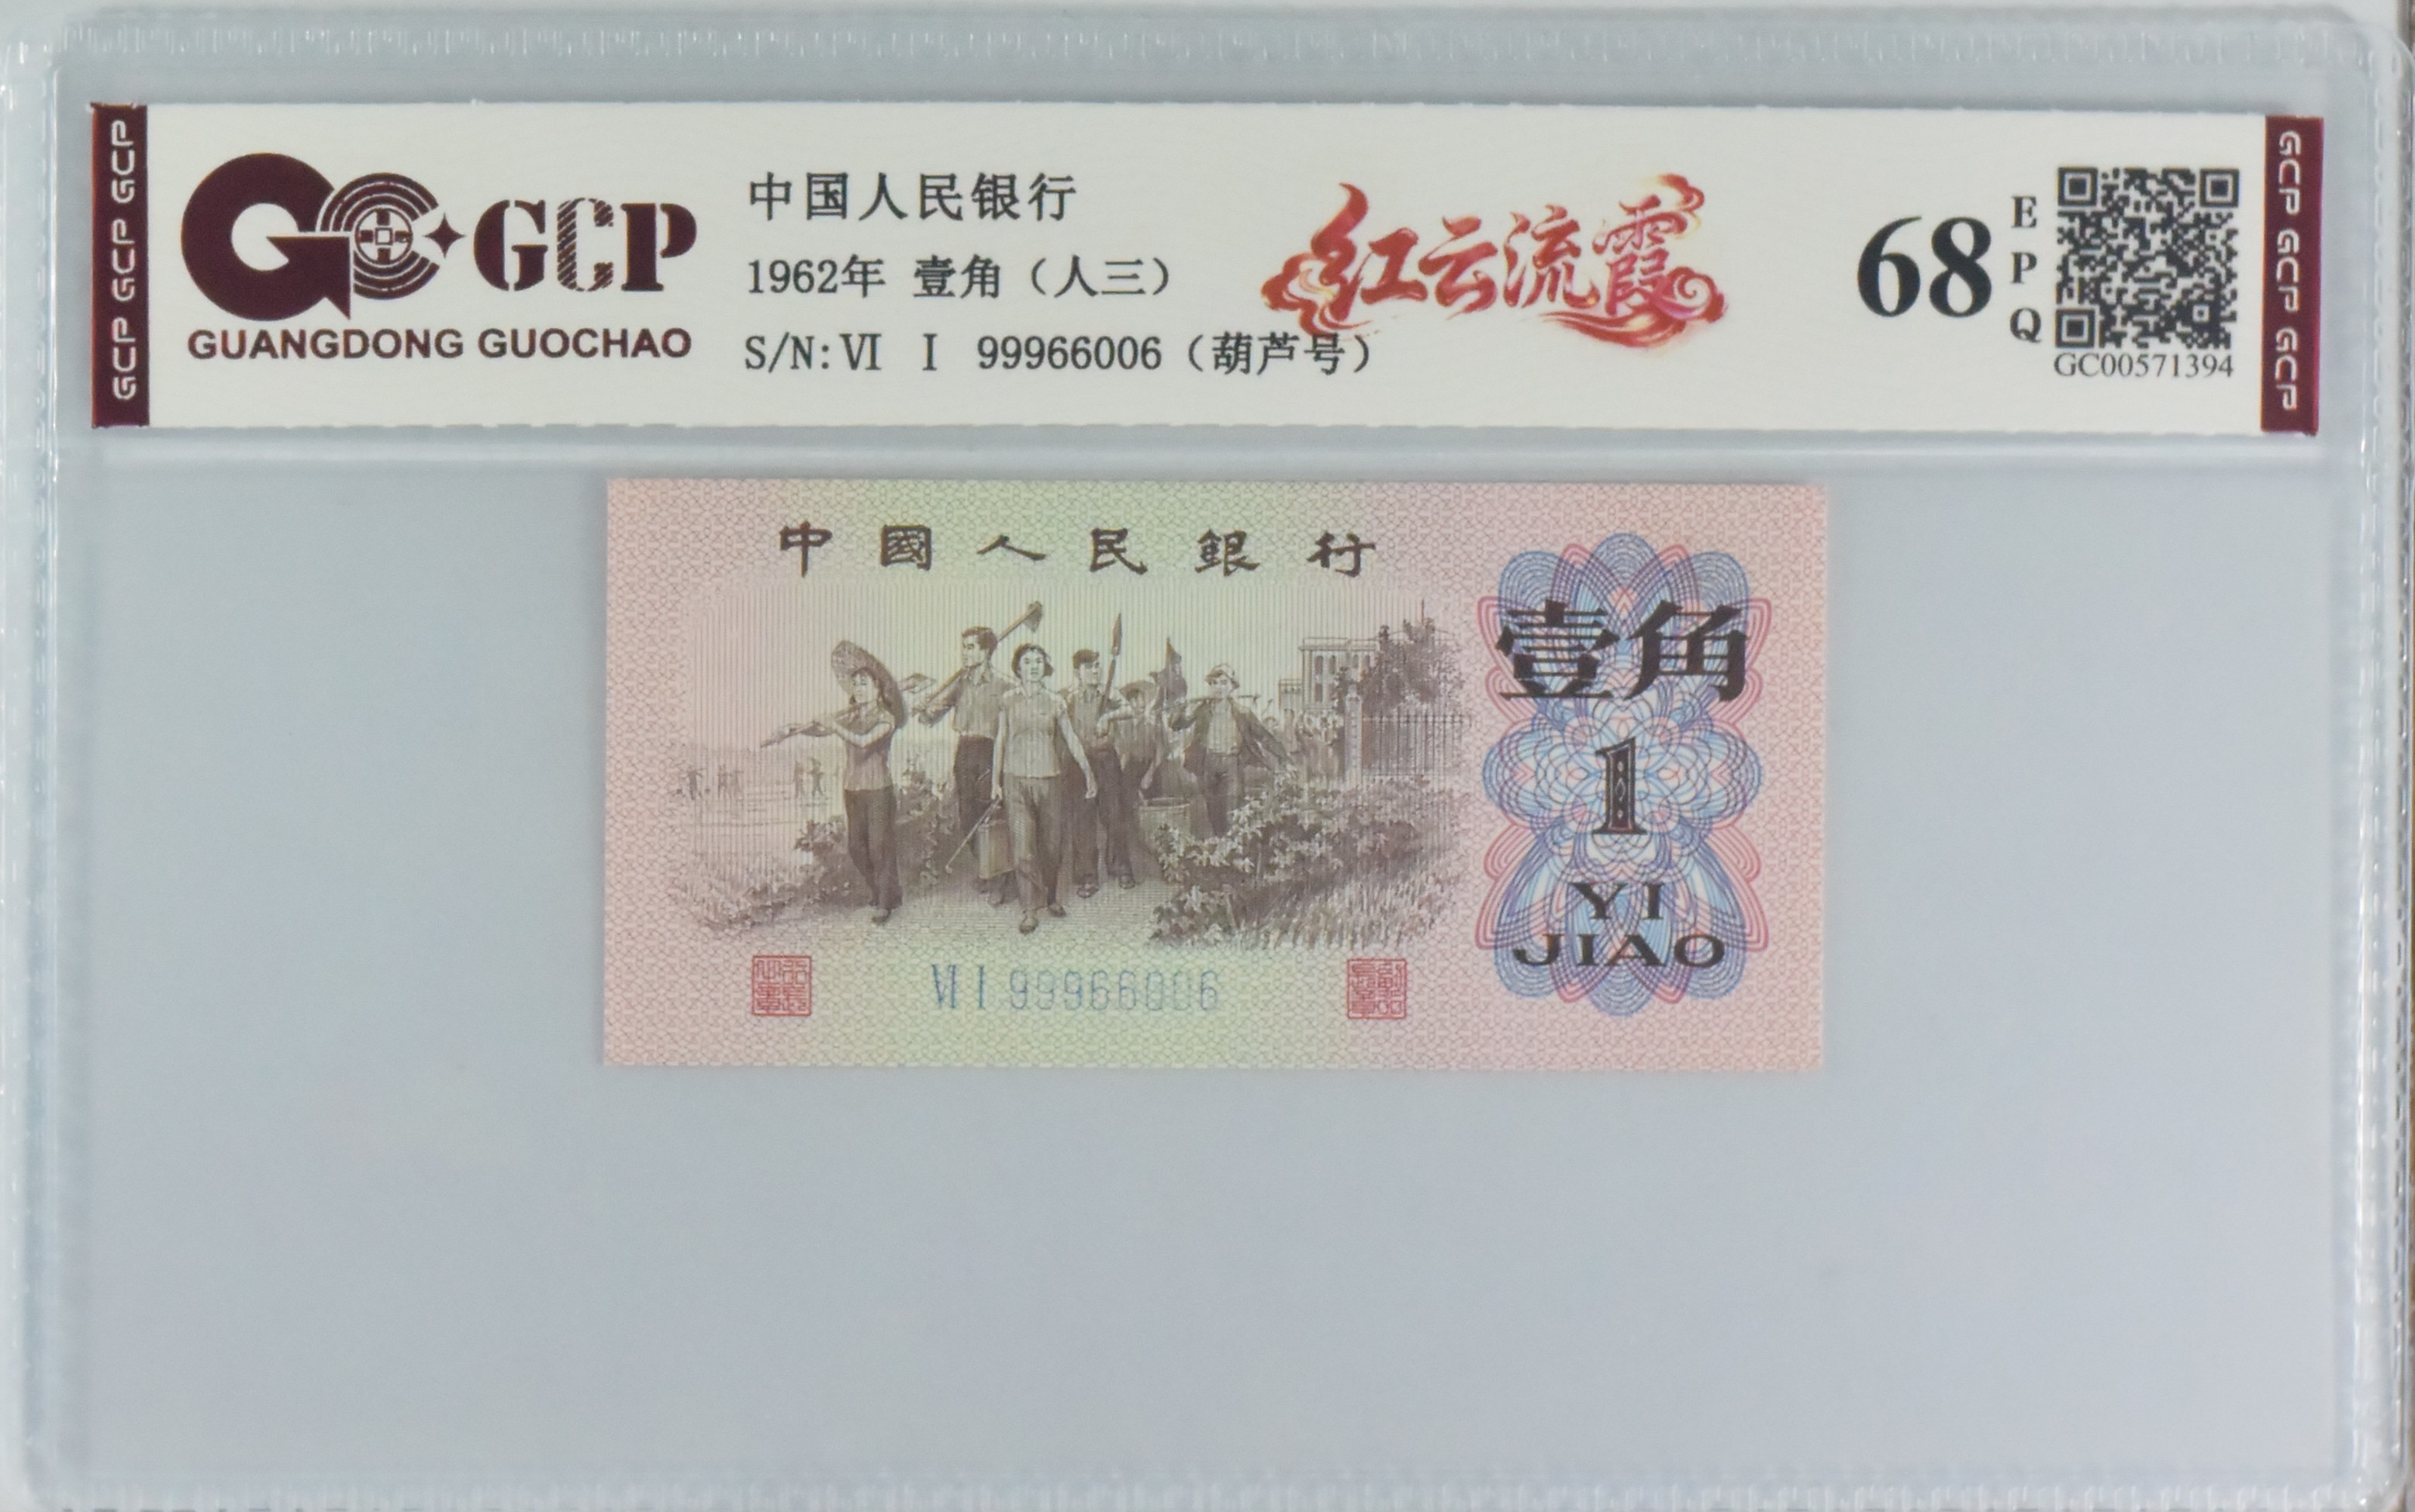 GCP GCP GCP
GCP
GUANGDONG GUOCHAO
中国人民银行
1962年 壹角（人三）
S/N:Ⅵ Ⅰ 99966006（葫芦号）
红云流霞
68
E
P
Q
GC00571394
GCP GCP GCP
中國人民銀行
壹角
1
YI
JIAO
Ⅵ Ⅰ 99966006